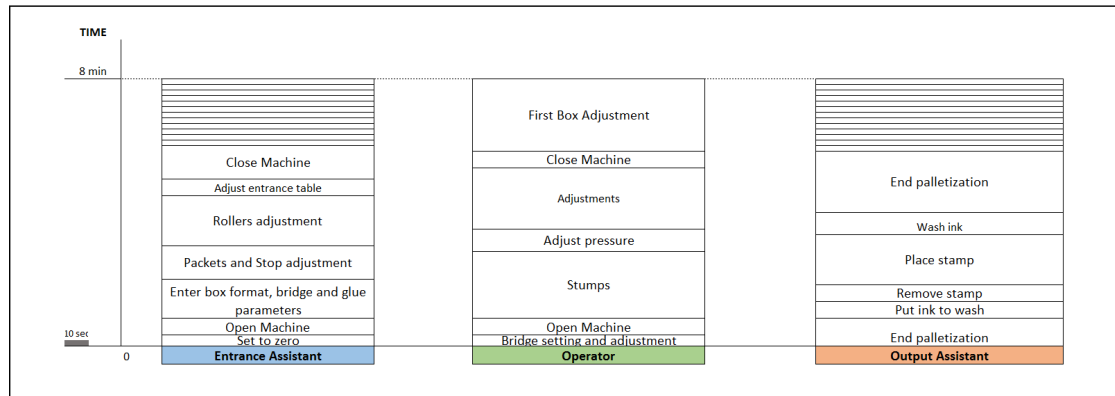 TIME
8 min
10 sec
0
Close Machine
Adjust entrance table
Rollers adjustment
Packets and Stop adjustment
Enter box format, bridge and glue
parameters
Open Machine
Set to zero
Entrance Assistant
First Box Adjustment
Close Machine
Adjustments
Adjust pressure
Stumps
Open Machine
Bridge setting and adjustment
Operator
End palletization
Wash ink
Place stamp
Remove stamp
Put ink to wash
End palletization
Output Assistant